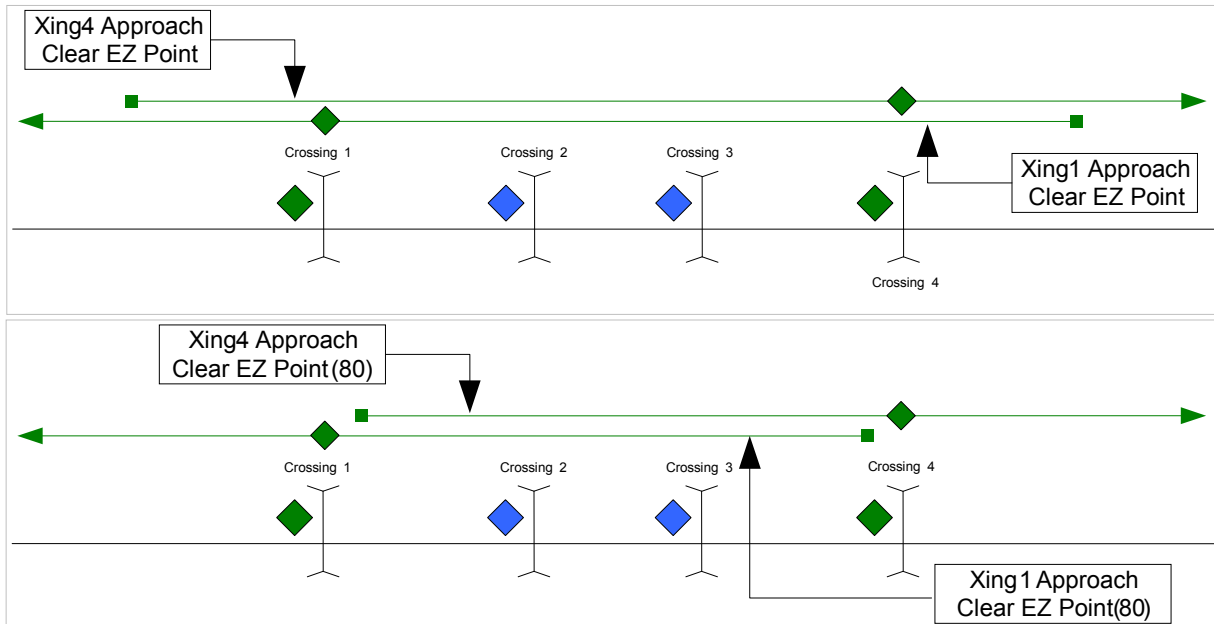 Xing4 Approach
Clear EZ Point
Crossing 1
Crossing 2
Crossing 3
Xing1 Approach
Clear EZ Point
Crossing 4
Xing4 Approach
Clear EZ Point(80)
Crossing 1
Crossing 2
Crossing 3
Crossing 4
Xing1 Approach
Clear EZ Point(80)